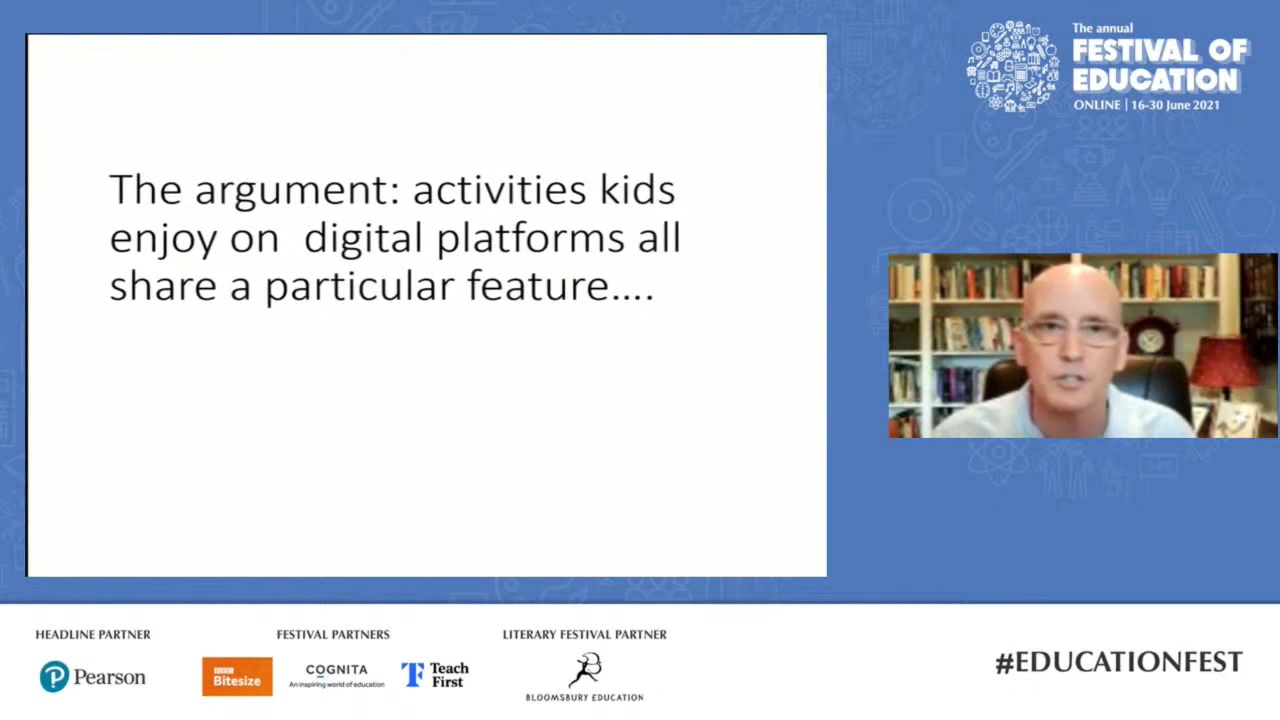 The annual
FESTIVAL OF
EDUCATION
ONLINE | 16-30 June 2021
The argument: activities kids
enjoy on digital platforms all
share a particular feature....
HEADLINE PARTNER
FESTIVAL PARTNERS
LITERARY FESTIVAL PARTNER
Pearson
BBC
Bitesize
COGNITA
An inspiring world of education
Teach
First
BLOOMSBURY EDUCATION
#EDUCATIONFEST